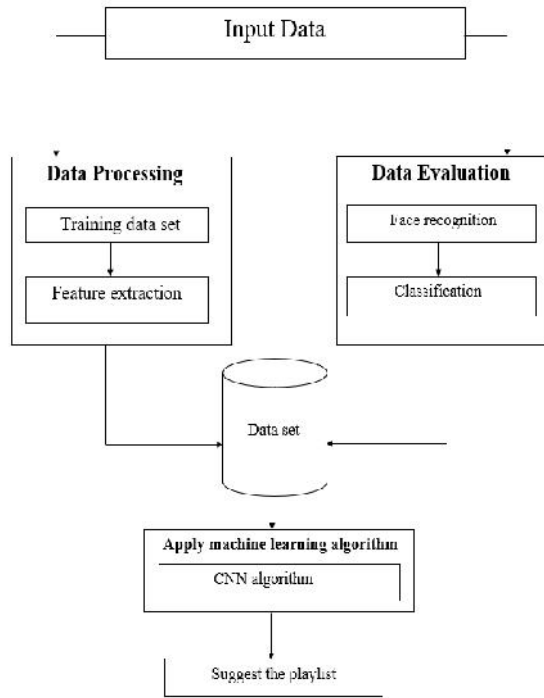 Input Data
Data Processing
Training data set
Feature extraction
Data Evaluation
Face recognition
Classification
Data set
Apply machine learning algorithm
CNN algorithm
Suggest the playlist